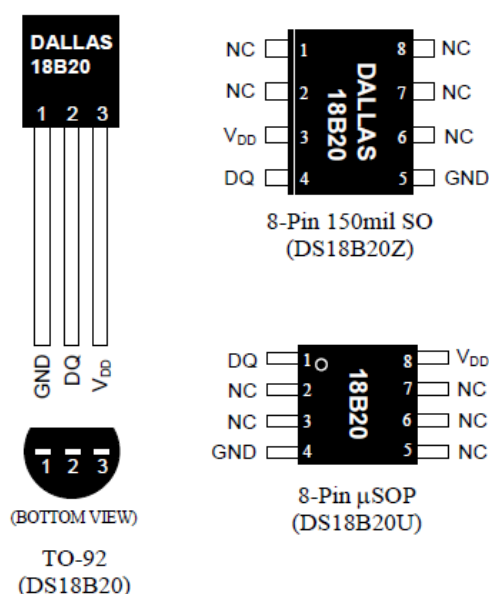 DALLAS
18B20
1 2 3
GND DQ VDD
1 2 3
(BOTTOM VIEW)
TO-92
(DS18B20)
NC 1 8 NC
NC 2 7 NC
VDD 3 6 NC
DQ 4 5 GND
DALLAS
18B20
8-Pin 150mil SO
(DS18B20Z)
DQ 1 8 VDD
NC 2 7 NC
NC 3 6 NC
GND 4 5 NC
18B20
8-Pin μSOP
(DS18B20U)